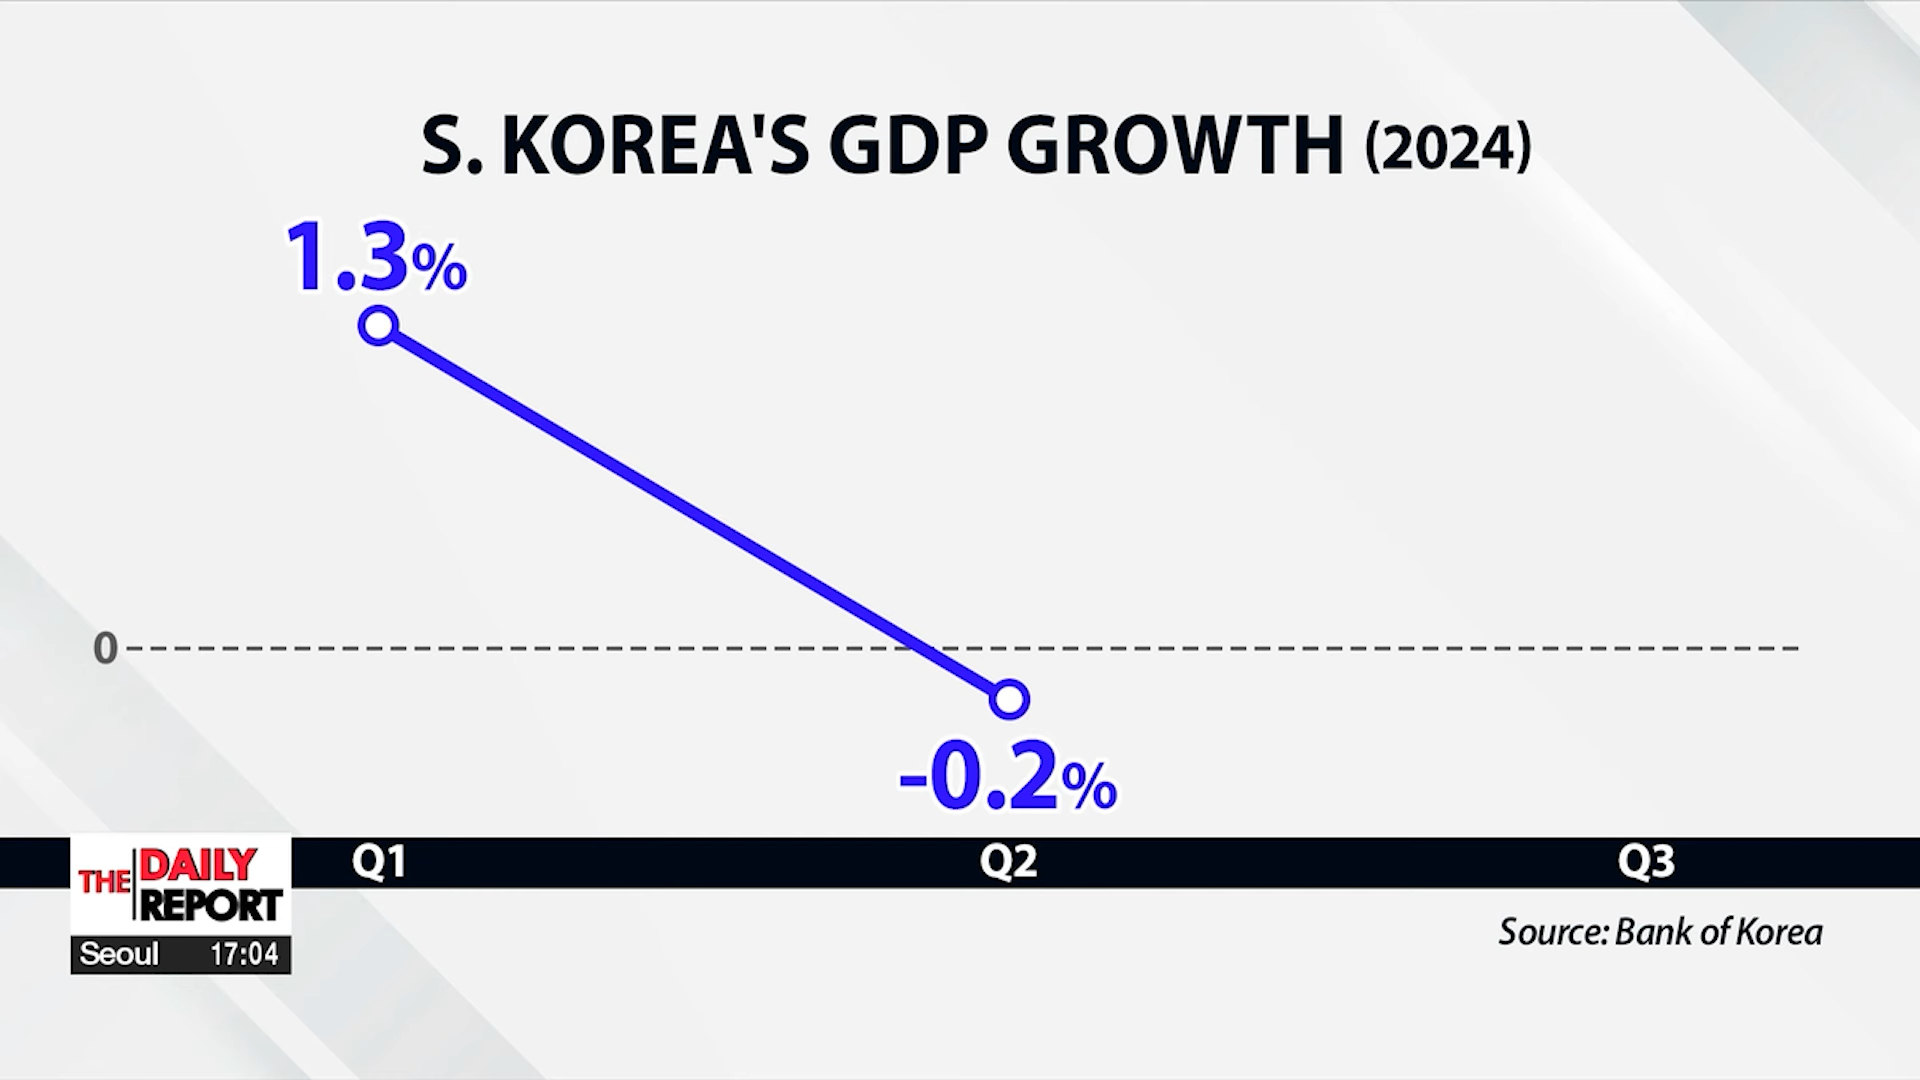 S. KOREA'S GDP GROWTH (2024)
1.3%
0
-0.2%
Q1 Q2 Q3
THE DAILY
REPORT
Seoul 17:04
Source: Bank of Korea